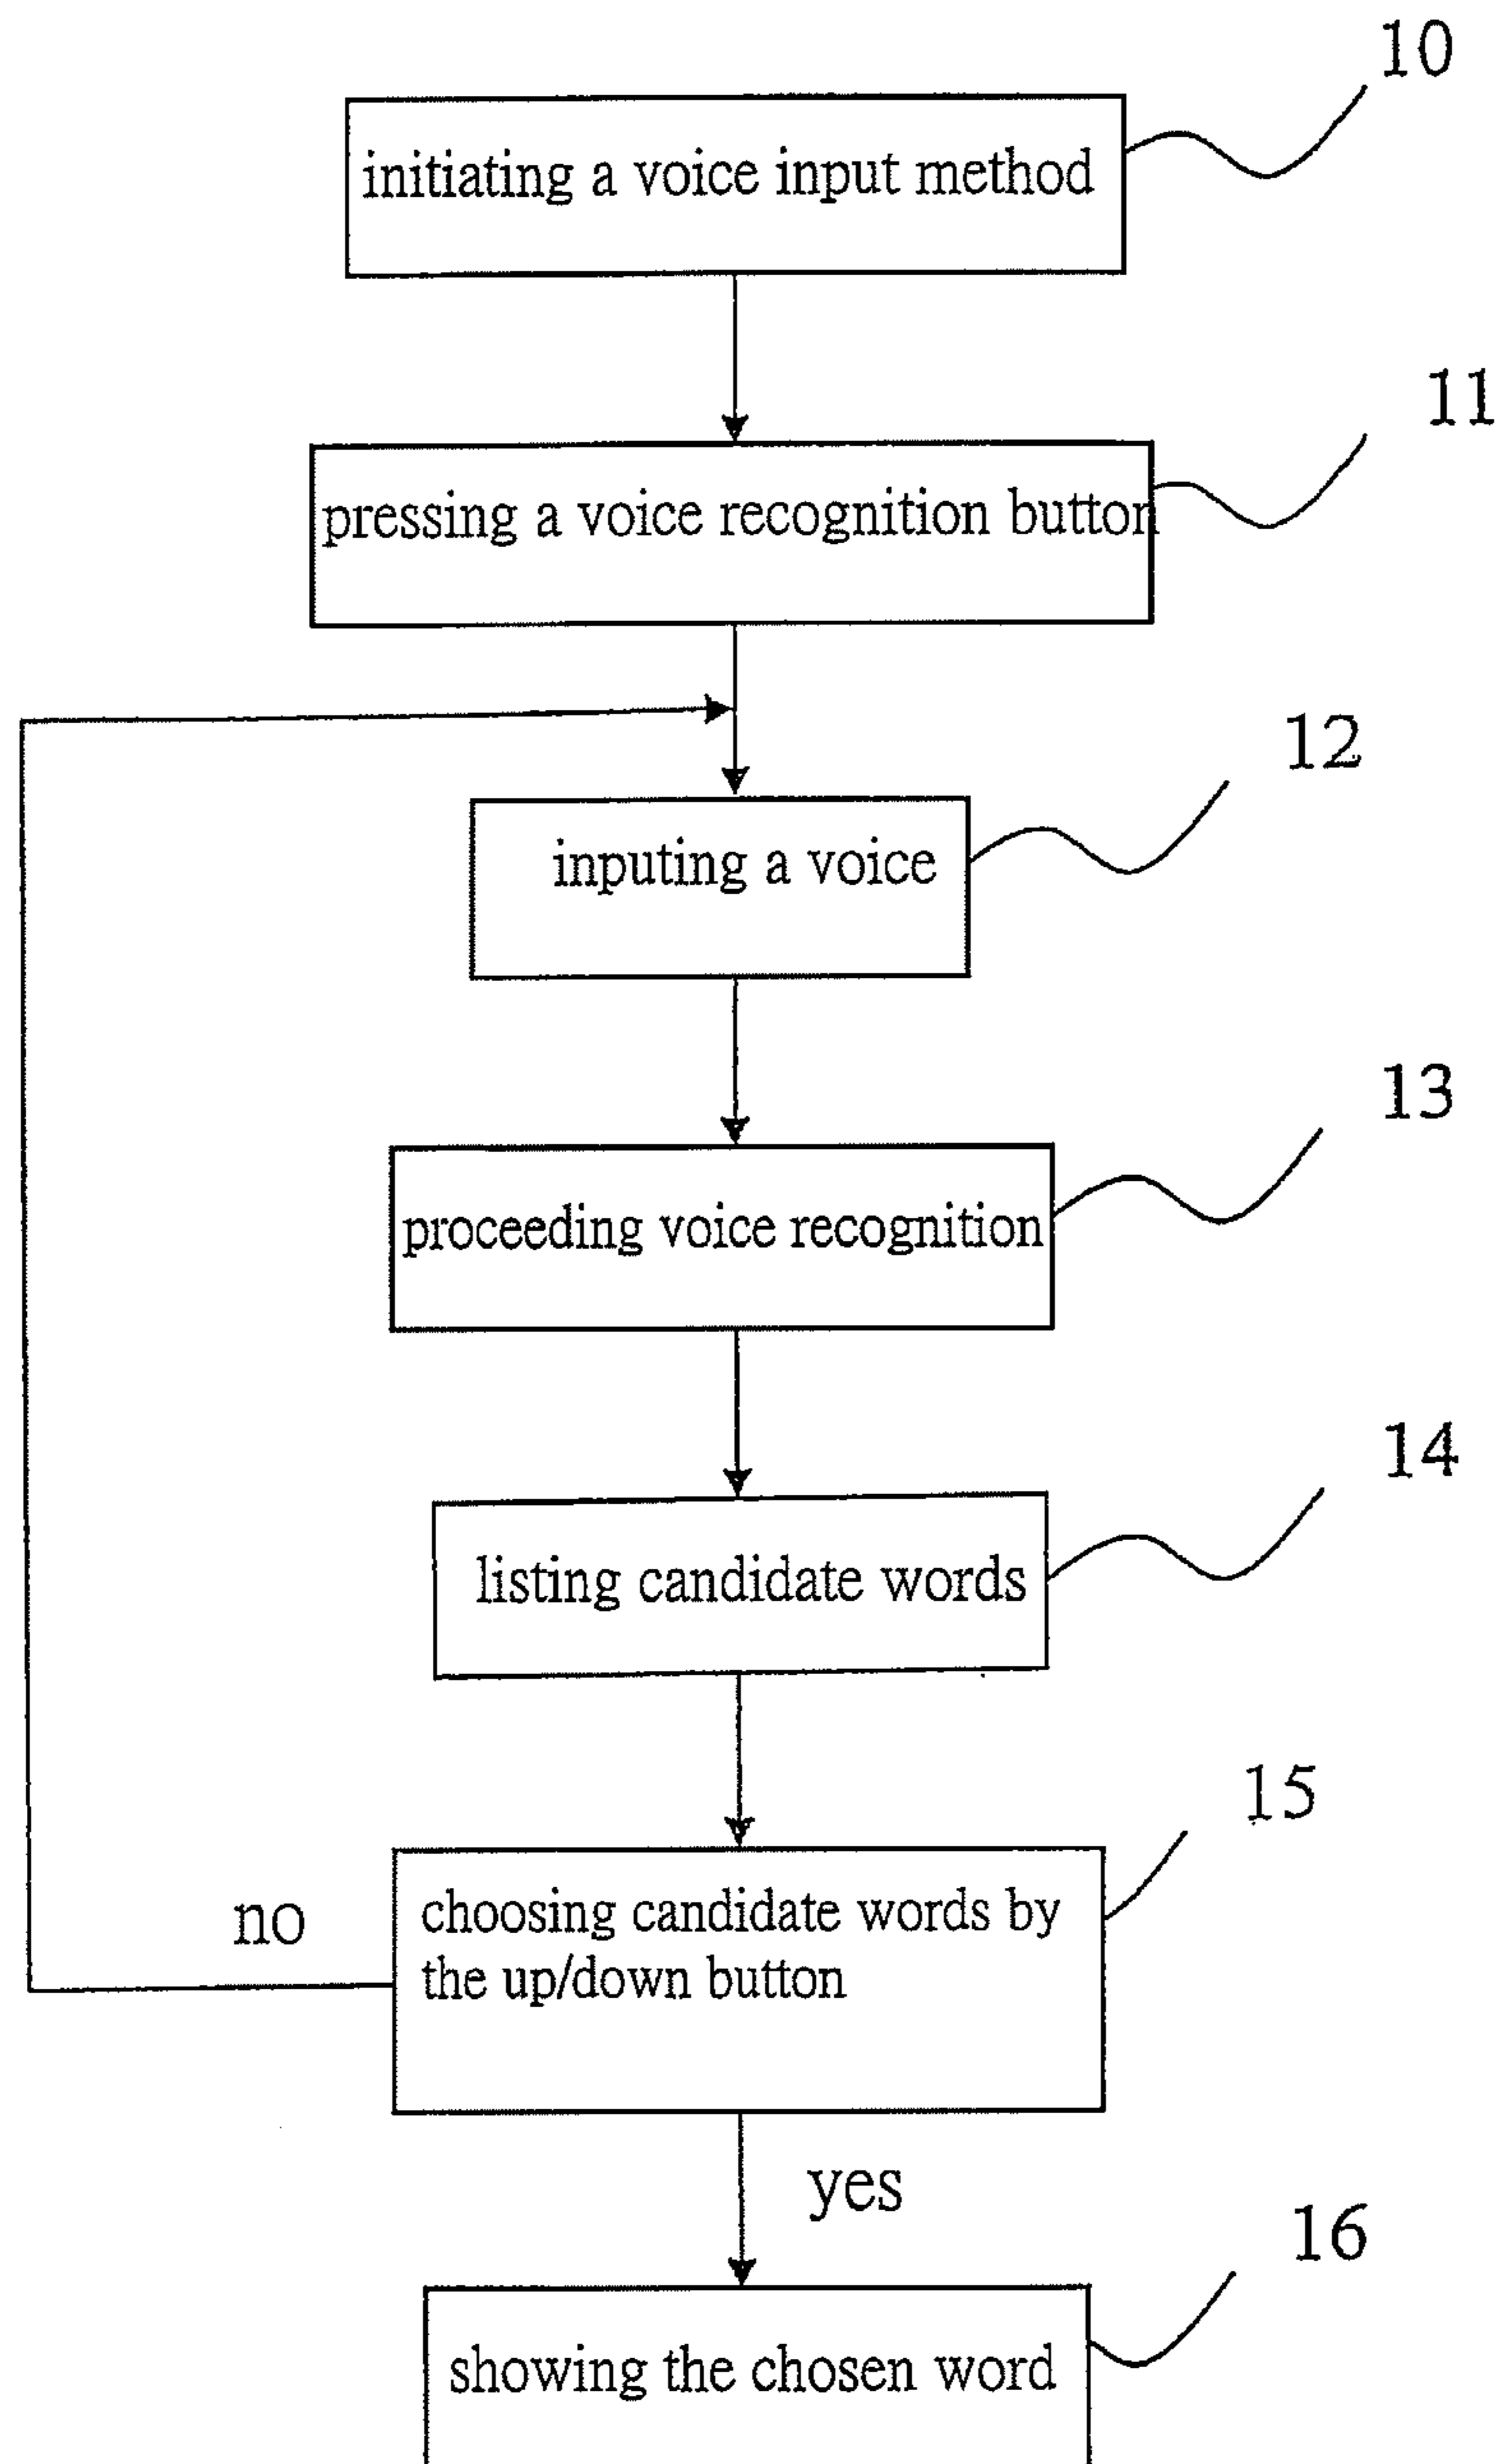 10
initiating a voice input method
11
pressing a voice recognition button
12
inputing a voice
13
proceeding voice recognition
14
listing candidate words
15
no
choosing candidate words by
the up/down button
yes
16
showing the chosen word